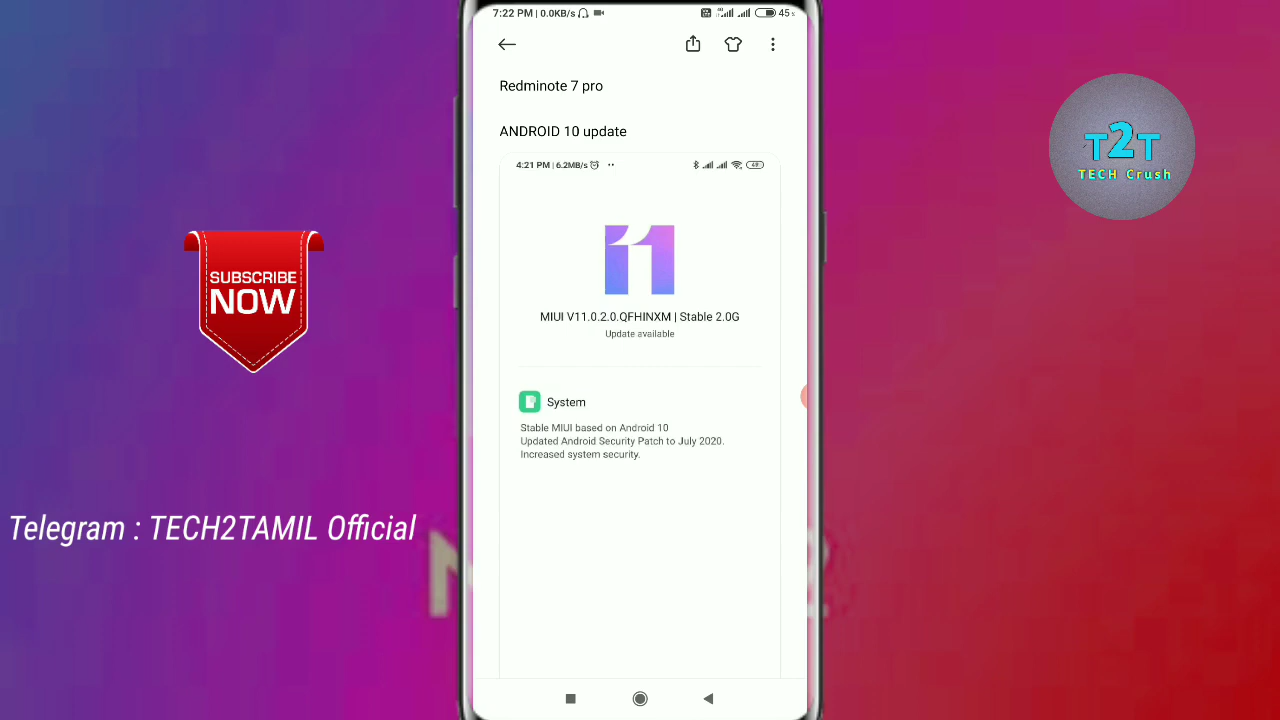 7:22 PM | 0.0KB/s
45
Redminote 7 pro
ANDROID 10 update
4:21 PM | 6.2MB/s
MIUI V11.0.2.0.QFHINXM | Stable 2.0G
Update available
System
Stable MIUI based on Android 10
Updated Android Security Patch to July 2020.
Increased system security.
SUBSCRIBE
NOW
Telegram : TECH2TAMIL Official
T2T
TECH Crush